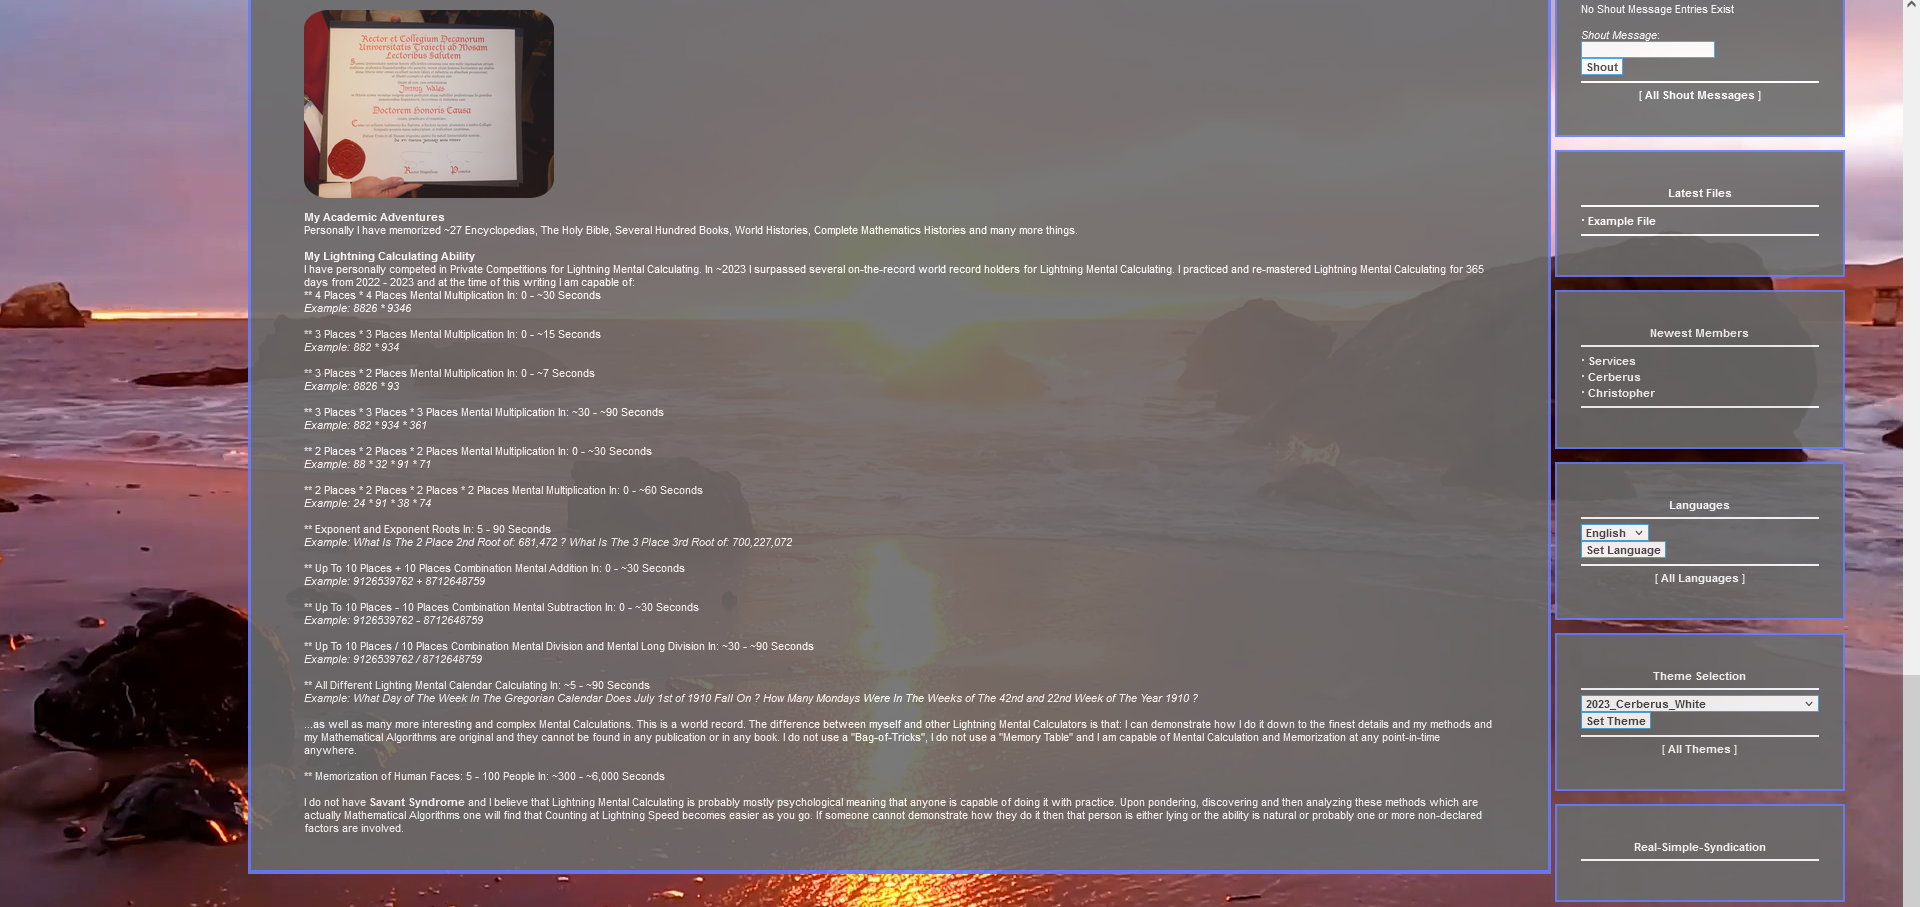 Rector et Collegium Decanorum
Universitatis Traiecti ad Mosam
Lectoribus Salutem
Jimmy Wales
Doctorem Honoris Causa
My Academic Adventures
Personally I have memorized ~27 Encyclopedias, The Holy Bible, Several Hundred Books, World Histories, Complete Mathematics Histories and many more things.
My Lightning Calculating Ability
I have personally competed in Private Competitions for Lightning Mental Calculating. In ~2023 I surpassed several on-the-record world record holders for Lightning Mental Calculating. I practiced and re-mastered Lightning Mental Calculating for 365
days from 2022 - 2023 and at the time of this writing I am capable of:
** 4 Places * 4 Places Mental Multiplication In: 0 - ~30 Seconds
Example: 8826 * 9346
** 3 Places * 3 Places Mental Multiplication In: 0 - ~15 Seconds
Example: 882 * 934
** 3 Places * 2 Places Mental Multiplication In: 0 - ~7 Seconds
Example: 8826 * 93
** 3 Places * 3 Places * 3 Places Mental Multiplication In: ~30 - ~90 Seconds
Example: 882 * 934 * 361
** 2 Places * 2 Places * 2 Places Mental Multiplication In: 0 - ~30 Seconds
Example: 88 * 32 * 91 * 71
** 2 Places * 2 Places * 2 Places * 2 Places Mental Multiplication In: 0 - ~60 Seconds
Example: 24 * 91 * 38 * 74
** Exponent and Exponent Roots In: 5 - 90 Seconds
Example: What Is The 2 Place 2nd Root of: 681,472 ? What Is The 3 Place 3rd Root of: 700,227,072
** Up To 10 Places + 10 Places Combination Mental Addition In: 0 - ~30 Seconds
Example: 9126539762 + 8712648759
** Up To 10 Places - 10 Places Combination Mental Subtraction In: 0 - ~30 Seconds
Example: 9126539762 - 8712648759
** Up To 10 Places / 10 Places Combination Mental Division and Mental Long Division In: ~30 - ~90 Seconds
Example: 9126539762 / 8712648759
** All Different Lighting Mental Calendar Calculating In: ~5 - ~90 Seconds
Example: What Day of The Week In The Gregorian Calendar Does July 1st of 1910 Fall On ? How Many Mondays Were In The Weeks of The 42nd and 22nd Week of The Year 1910 ?
...as well as many more interesting and complex Mental Calculations. This is a world record. The difference between myself and other Lightning Mental Calculators is that: I can demonstrate how I do it down to the finest details and my methods and
my Mathematical Algorithms are original and they cannot be found in any publication or in any book. I do not use a "Bag-of-Tricks", I do not use a "Memory Table" and I am capable of Mental Calculation and Memorization at any point-in-time
anywhere.
** Memorization of Human Faces: 5 - 100 People In: ~300 - ~6,000 Seconds
I do not have Savant Syndrome and I believe that Lightning Mental Calculating is probably mostly psychological meaning that anyone is capable of doing it with practice. Upon pondering, discovering and then analyzing these methods which are
actually Mathematical Algorithms one will find that Counting at Lightning Speed becomes easier as you go. If someone cannot demonstrate how they do it then that person is either lying or the ability is natural or probably one or more non-declared
factors are involved.
No Shout Message Entries Exist
Shout Message:
Shout
[ All Shout Messages ]
Latest Files
· Example File
Newest Members
· Services
· Cerberus
· Christopher
Languages
English
Set Language
[ All Languages ]
Theme Selection
2023_Cerberus_White
Set Theme
[ All Themes ]
Real-Simple-Syndication